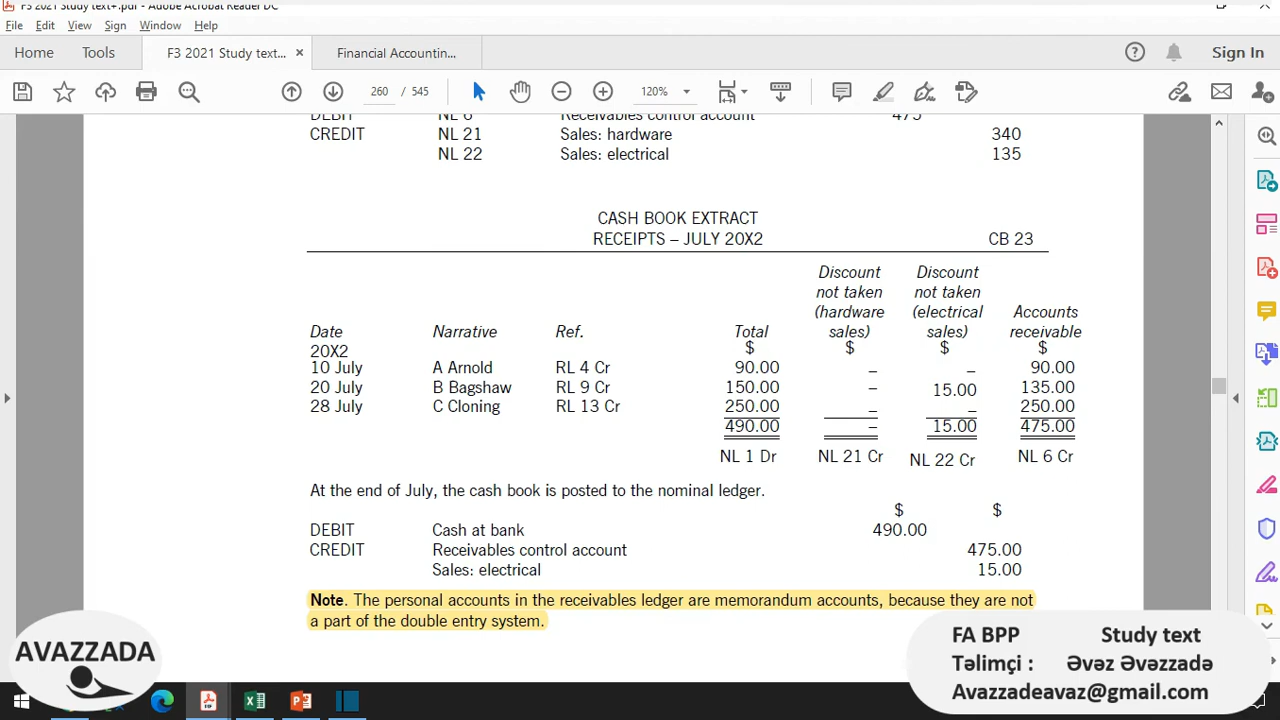 F3 2021 Study text+.pdf - Adobe Acrobat Reader DC
File Edit View Sign Window Help
Home Tools F3 2021 Study text... × Financial Accountin... Sign In
260 / 545 120%
DEBIT NL 6 Receivables control account 475
CREDIT NL 21 Sales: hardware 340
NL 22 Sales: electrical 135
CASH BOOK EXTRACT
RECEIPTS – JULY 20X2 CB 23
Discount Discount
not taken not taken
(hardware (electrical Accounts
Date Narrative Ref. Total sales) sales) receivable
20X2 $ $ $ $
10 July A Arnold RL 4 Cr 90.00 – – 90.00
20 July B Bagshaw RL 9 Cr 150.00 – 15.00 135.00
28 July C Cloning RL 13 Cr 250.00 – – 250.00
490.00 – 15.00 475.00
NL 1 Dr NL 21 Cr NL 22 Cr NL 6 Cr
At the end of July, the cash book is posted to the nominal ledger.
$ $
DEBIT Cash at bank 490.00
CREDIT Receivables control account 475.00
Sales: electrical 15.00
Note. The personal accounts in the receivables ledger are memorandum accounts, because they are not
a part of the double entry system.
AVAZZADA
FA BPP Study text
Təlimçi : Əvəz Əvəzzadə
Avazzadeavaz@gmail.com